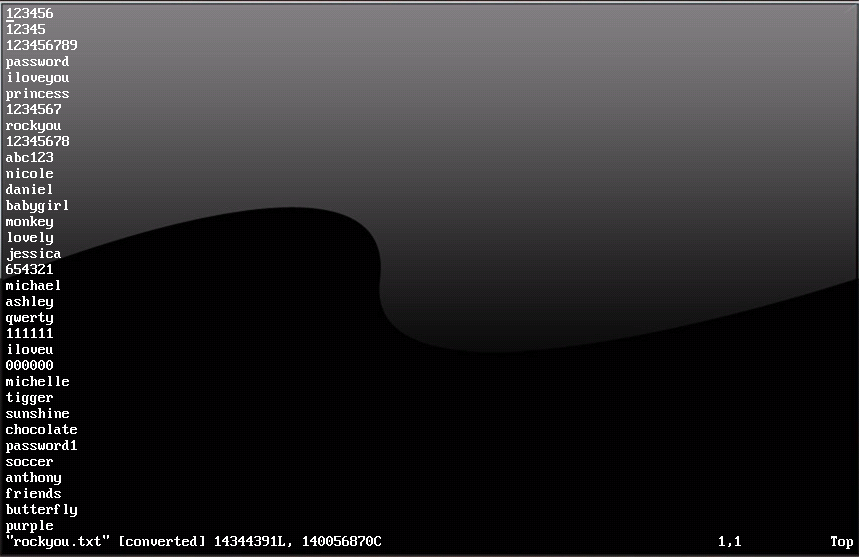 123456
12345
123456789
password
iloveyou
princess
1234567
rockyou
12345678
abc123
nicole
daniel
babygirl
monkey
lovely
jessica
654321
michael
ashley
qwerty
111111
iloveu
000000
michelle
tigger
sunshine
chocolate
password1
soccer
anthony
friends
butterfly
purple
"rockyou.txt" [converted] 14344391L, 140056870C 1,1 Top